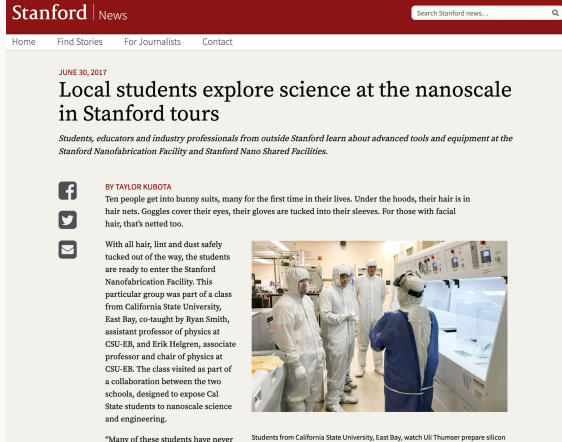 Stanford | News
Search Stanford news...
Home Find Stories For Journalists Contact
JUNE 30, 2017
Local students explore science at the nanoscale
in Stanford tours
Students, educators and industry professionals from outside Stanford learn about advanced tools and equipment at the
Stanford Nanofabrication Facility and Stanford Nano Shared Facilities.
BY TAYLOR KUBOTA
Ten people get into bunny suits, many for the first time in their lives. Under the hoods, their hair is in
hair nets. Goggles cover their eyes, their gloves are tucked into their sleeves. For those with facial
hair, that's netted too.
With all hair, lint and dust safely
tucked out of the way, the students
are ready to enter the Stanford
Nanofabrication Facility. This
particular group was part of a class
from California State University,
East Bay, co-taught by Ryan Smith,
assistant professor of physics at
CSU-EB, and Erik Helgren, associate
professor and chair of physics at
CSU-EB. The class visited as part of
a collaboration between the two
schools, designed to expose Cal
State students to nanoscale science
and engineering.
"Many of these students have never
Students from California State University, East Bay, watch Uli Thumser prepare silicon